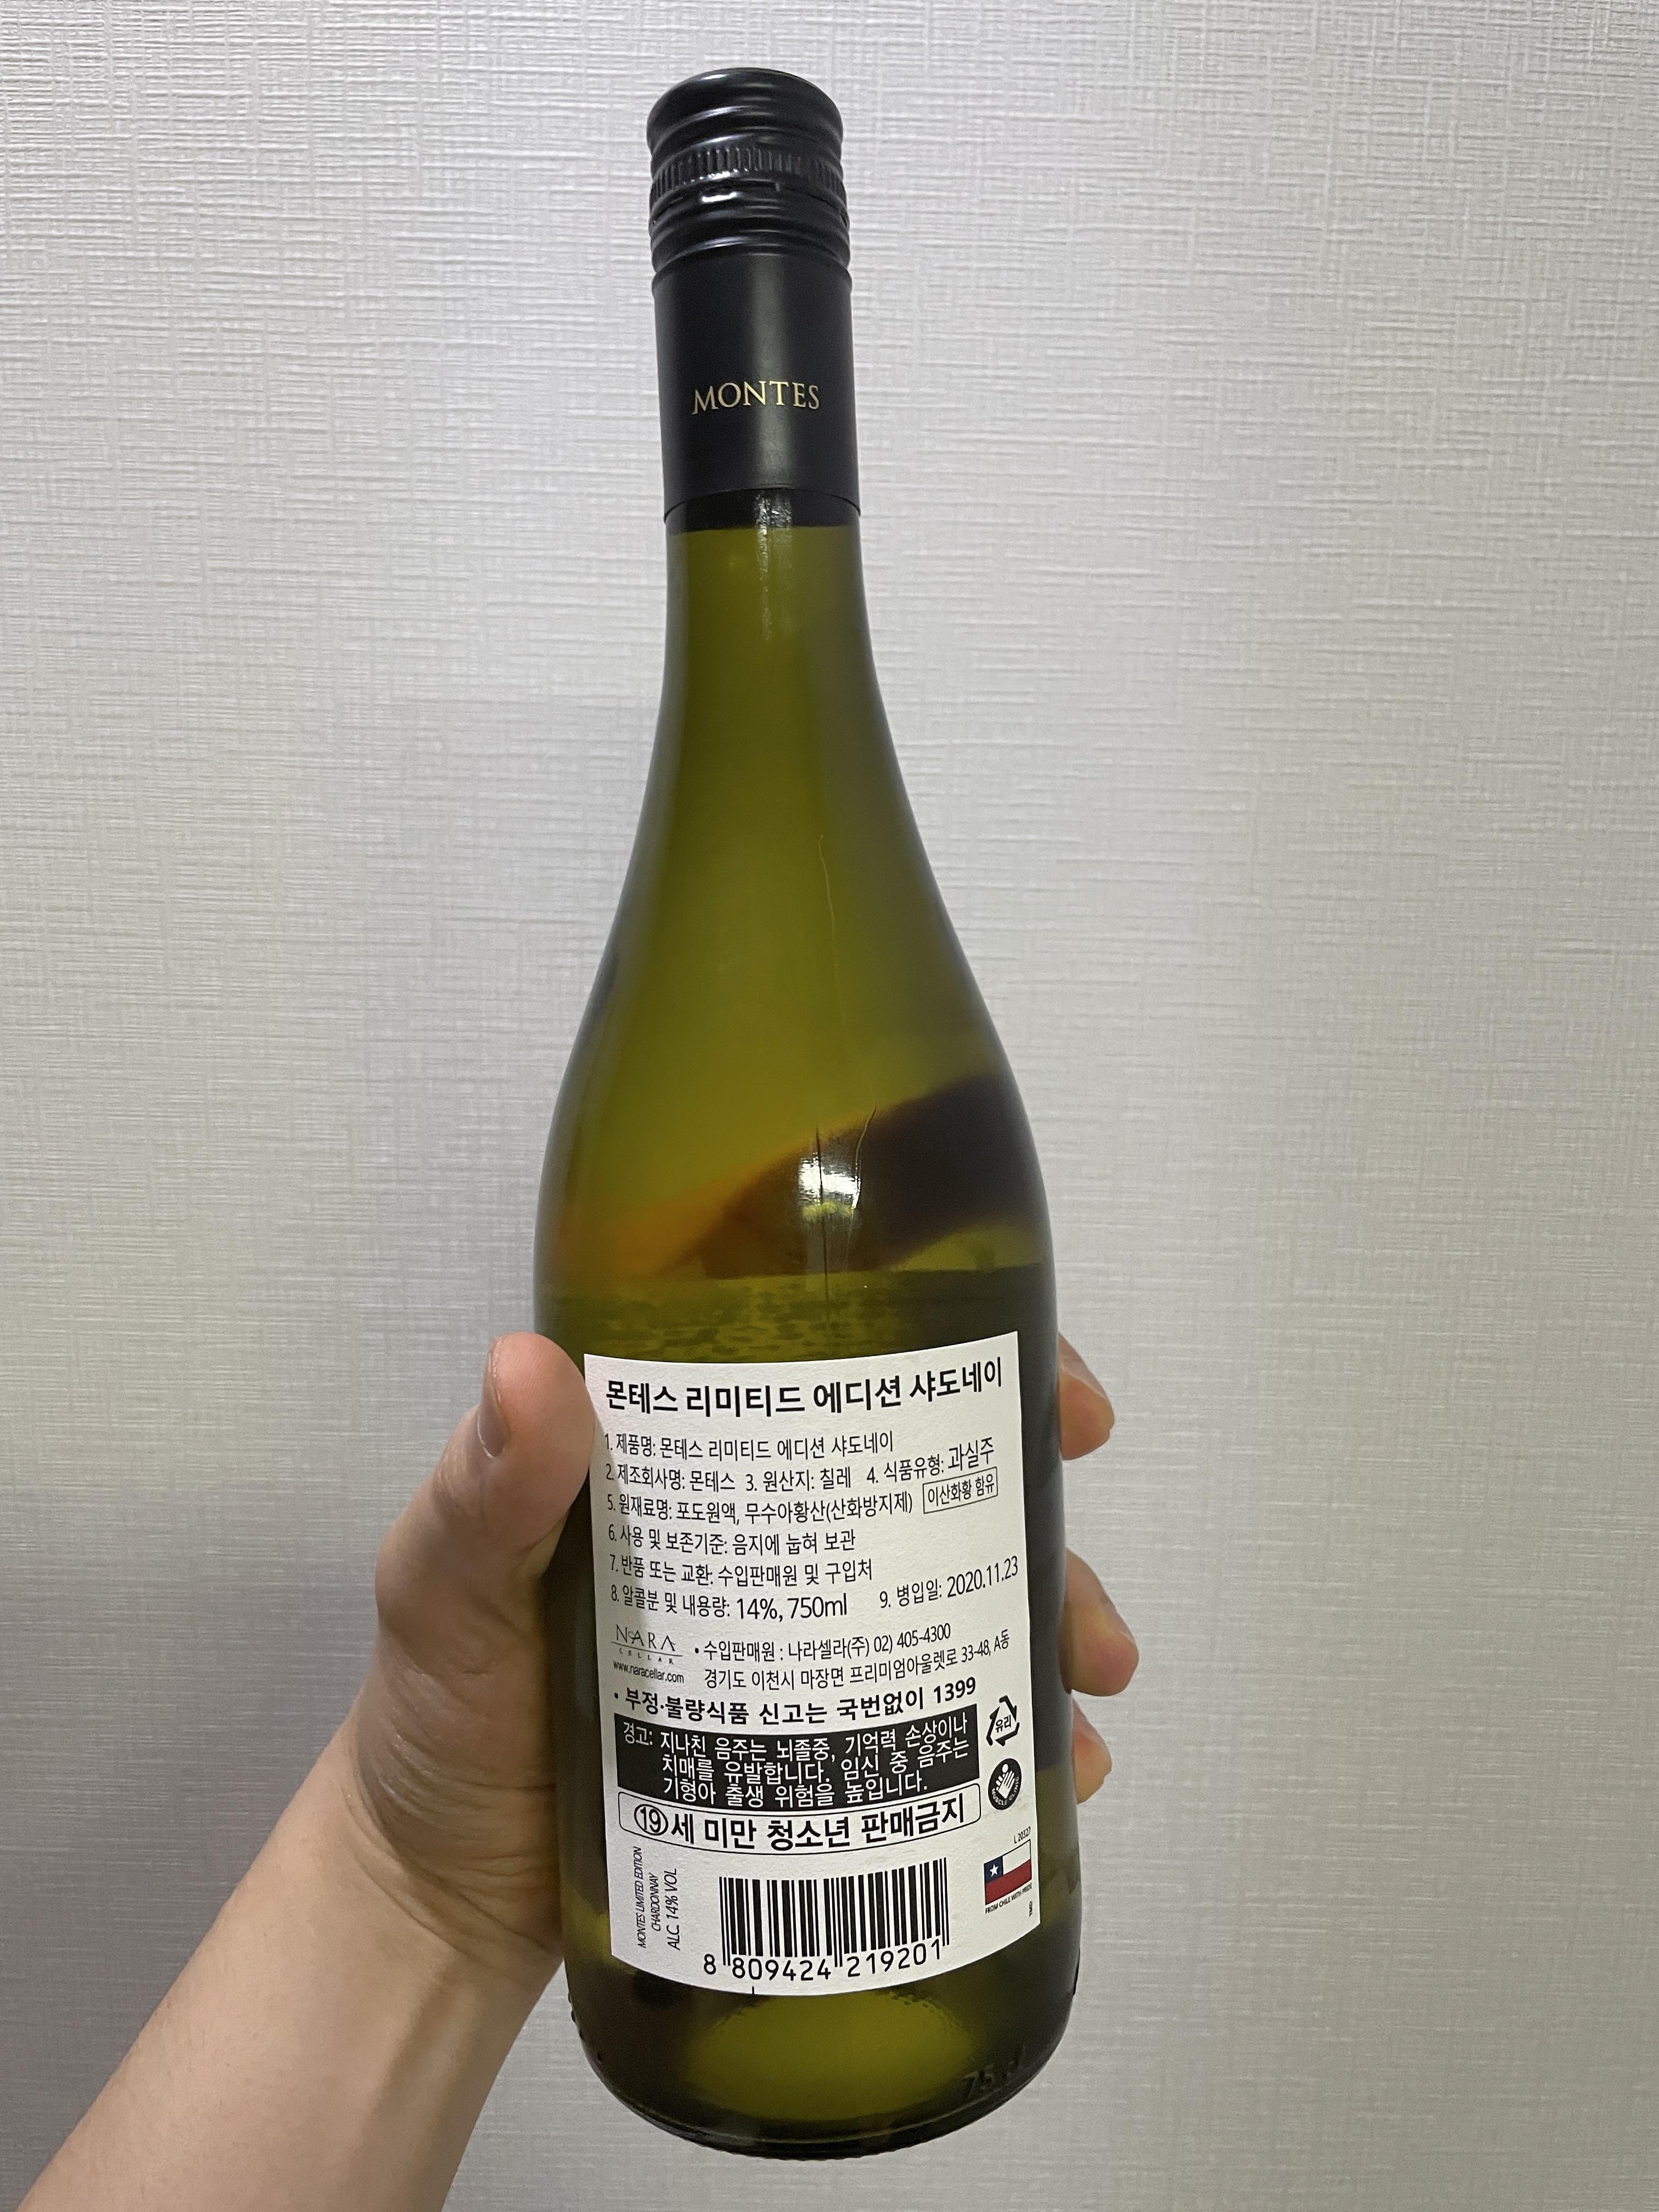 MONTES
몬테스 리미티드 에디션 샤도네이
1. 제품명: 몬테스 리미티드 에디션 샤도네이
2. 제조회사명: 몬테스 3. 원산지: 칠레 4. 식품유형: 과실주
5. 원재료명: 포도원액, 무수아황산(산화방지제) 이산화황 함유
6. 사용 및 보존기준: 음지에 눕혀 보관
7. 반품 또는 교환: 수입판매원 및 구입처
8. 알콜분 및 내용량: 14%, 750ml 9. 병입일: 2020.11.23
NARA
CELLAR
www.naracellar.com
• 수입판매원 : 나라셀라(주) 02) 405-4300
경기도 이천시 마장면 프리미엄아울렛로 33-48, A동
• 부정·불량식품 신고는 국번없이 1399
경고: 지나친 음주는 뇌졸중, 기억력 손상이나
치매를 유발합니다. 임신 중 음주는
기형아 출생 위험을 높입니다.
유리
19세 미만 청소년 판매금지
MONTES LIMITED EDITION
CHARDONNAY
ALC. 14% VOL
L 20327
FROM CHILE WITH PRIDE
8 809424 219201
75 cl